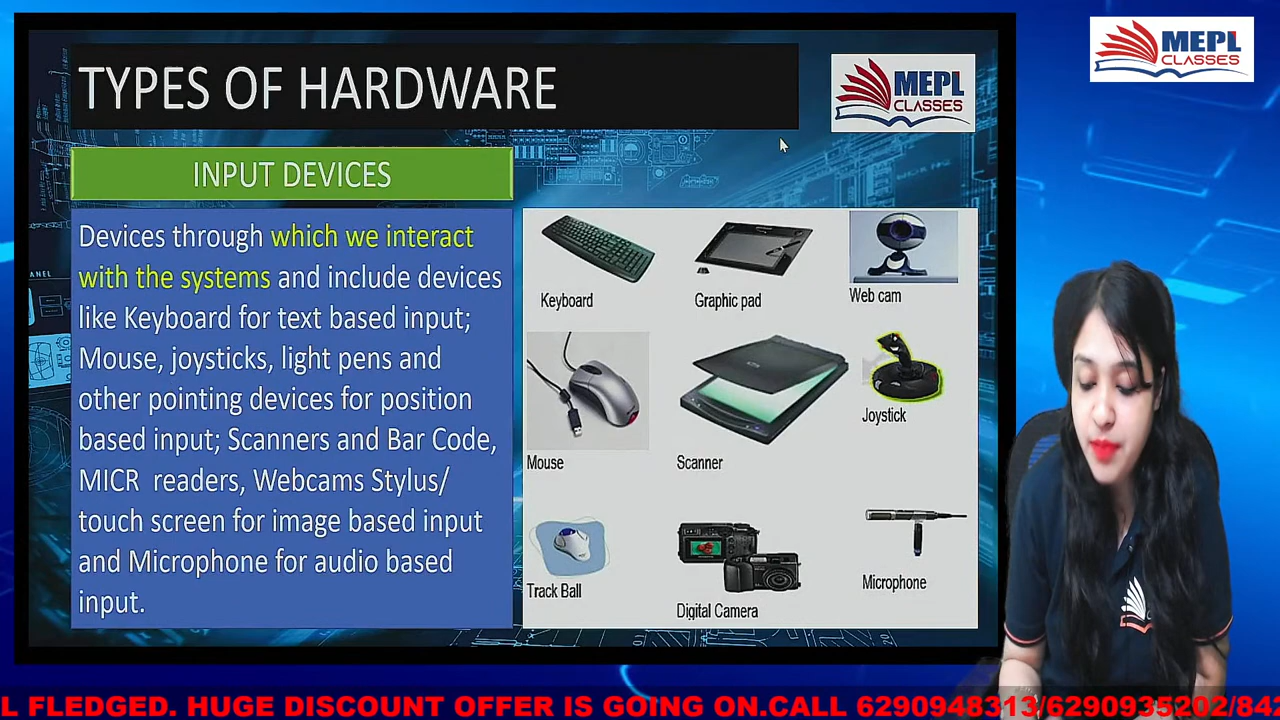 TYPES OF HARDWARE
MEPL
CLASSES
MEPL
CLASSES
INPUT DEVICES
Devices through which we interact
with the systems and include devices
like Keyboard for text based input;
Mouse, joysticks, light pens and
other pointing devices for position
based input; Scanners and Bar Code,
MICR readers, Webcams Stylus/
touch screen for image based input
and Microphone for audio based
input.
Keyboard
Graphic pad
Web cam
Mouse
Scanner
Joystick
Track Ball
Digital Camera
Microphone
L FLEDGED. HUGE DISCOUNT OFFER IS GOING ON.CALL 6290948313/6290935202/842